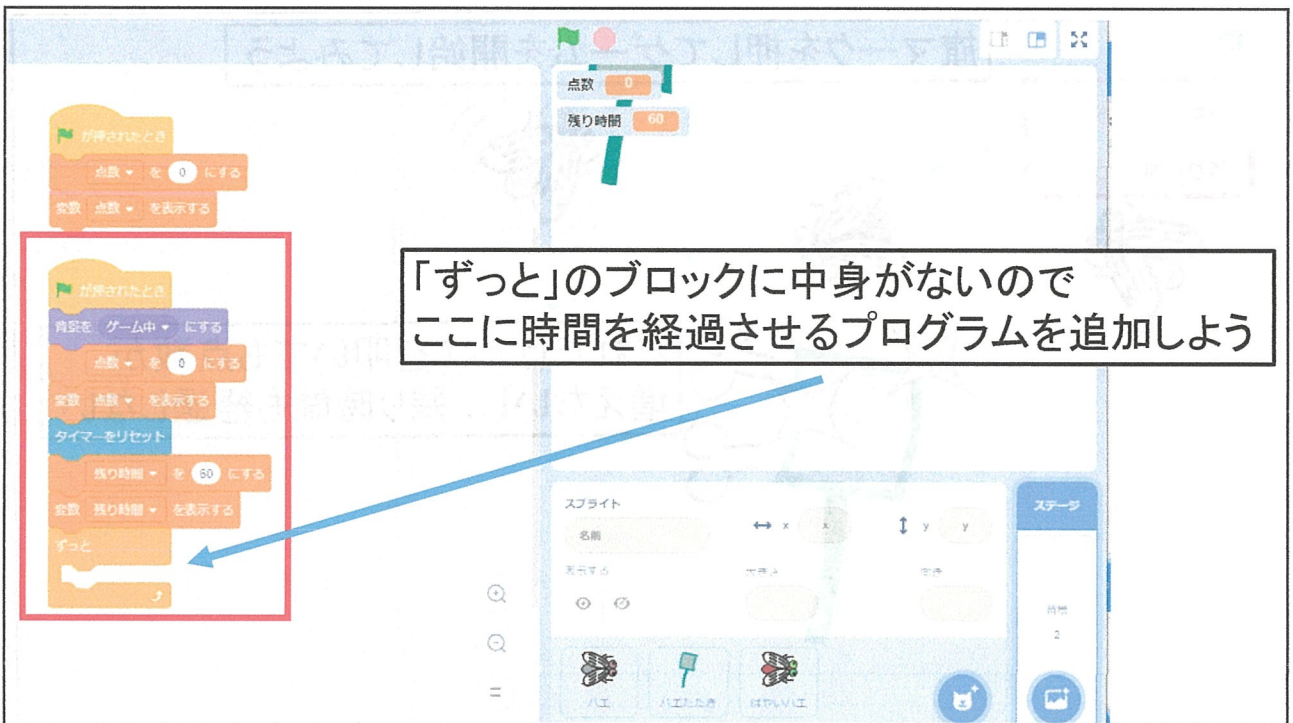 点数 0
残り時間 60
が押されたとき
点数 を 0 にする
変数 点数 を表示する
が押されたとき
背景を ゲーム中 にする
点数 を 0 にする
変数 点数 を表示する
タイマーをリセット
残り時間 を 60 にする
変数 残り時間 を表示する
ずっと
「ずっと」のブロックに中身がないので
ここに時間を経過させるプログラムを追加しよう
スプライト
名前
x x
y y
表示する
大きさ
向き
ハエ
ハエたたき
はやいハエ
ステージ
背景
2